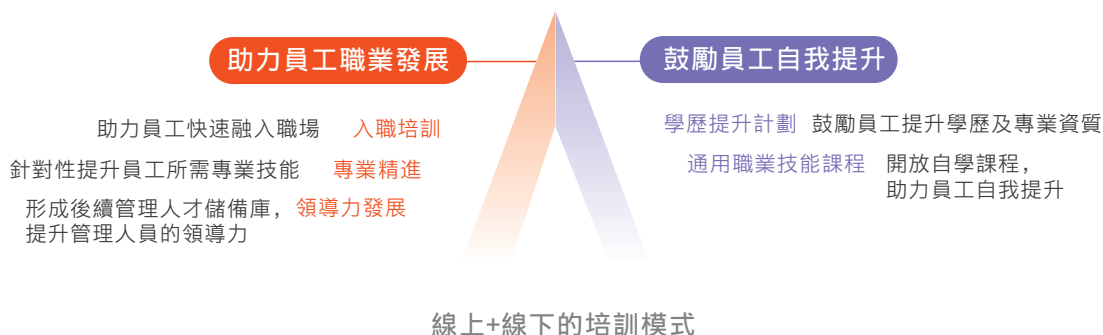 助力員工職業發展
鼓勵員工自我提升
助力員工快速融入職場 入職培訓
針對性提升員工所需專業技能 專業精進
形成後續管理人才儲備庫， 領導力發展
提升管理人員的領導力
學歷提升計劃 鼓勵員工提升學歷及專業資質
通用職業技能課程 開放自學課程，
助力員工自我提升
線上+線下的培訓模式